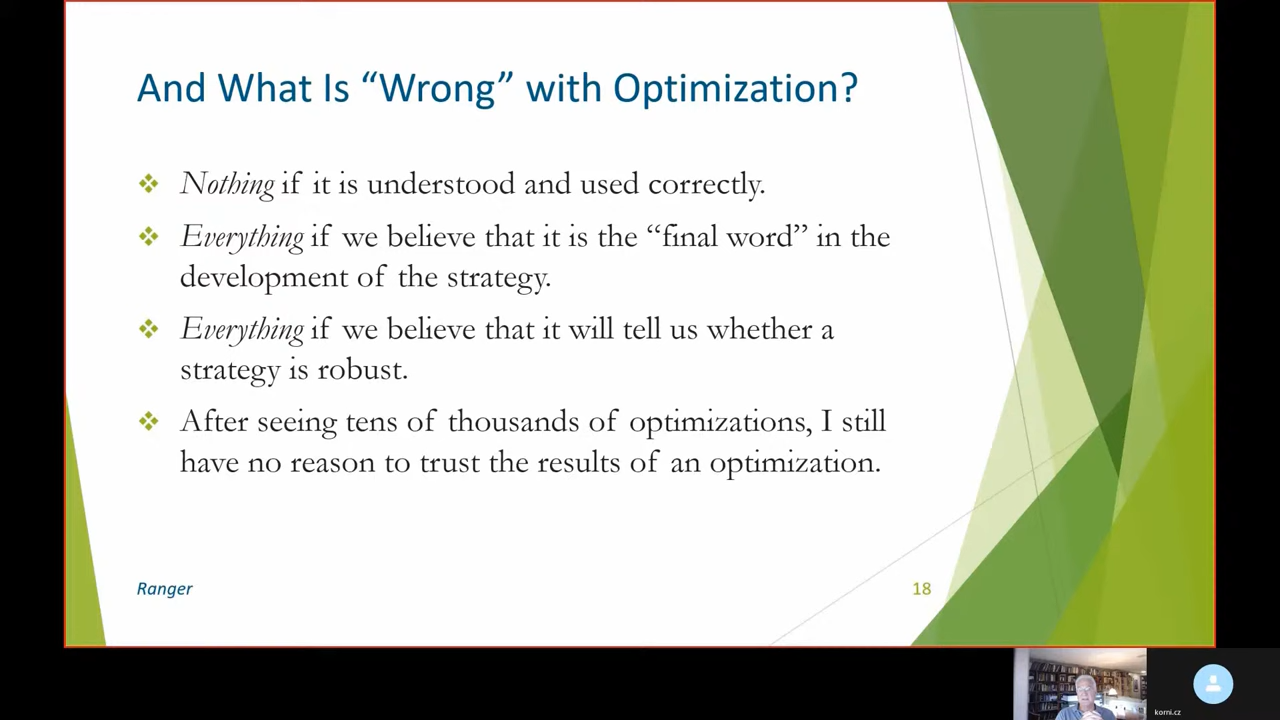 And What Is “Wrong” with Optimization?
Nothing if it is understood and used correctly.
Everything if we believe that it is the “final word” in the
development of the strategy.
Everything if we believe that it will tell us whether a
strategy is robust.
After seeing tens of thousands of optimizations, I still
have no reason to trust the results of an optimization.
Ranger
18
korni.cz